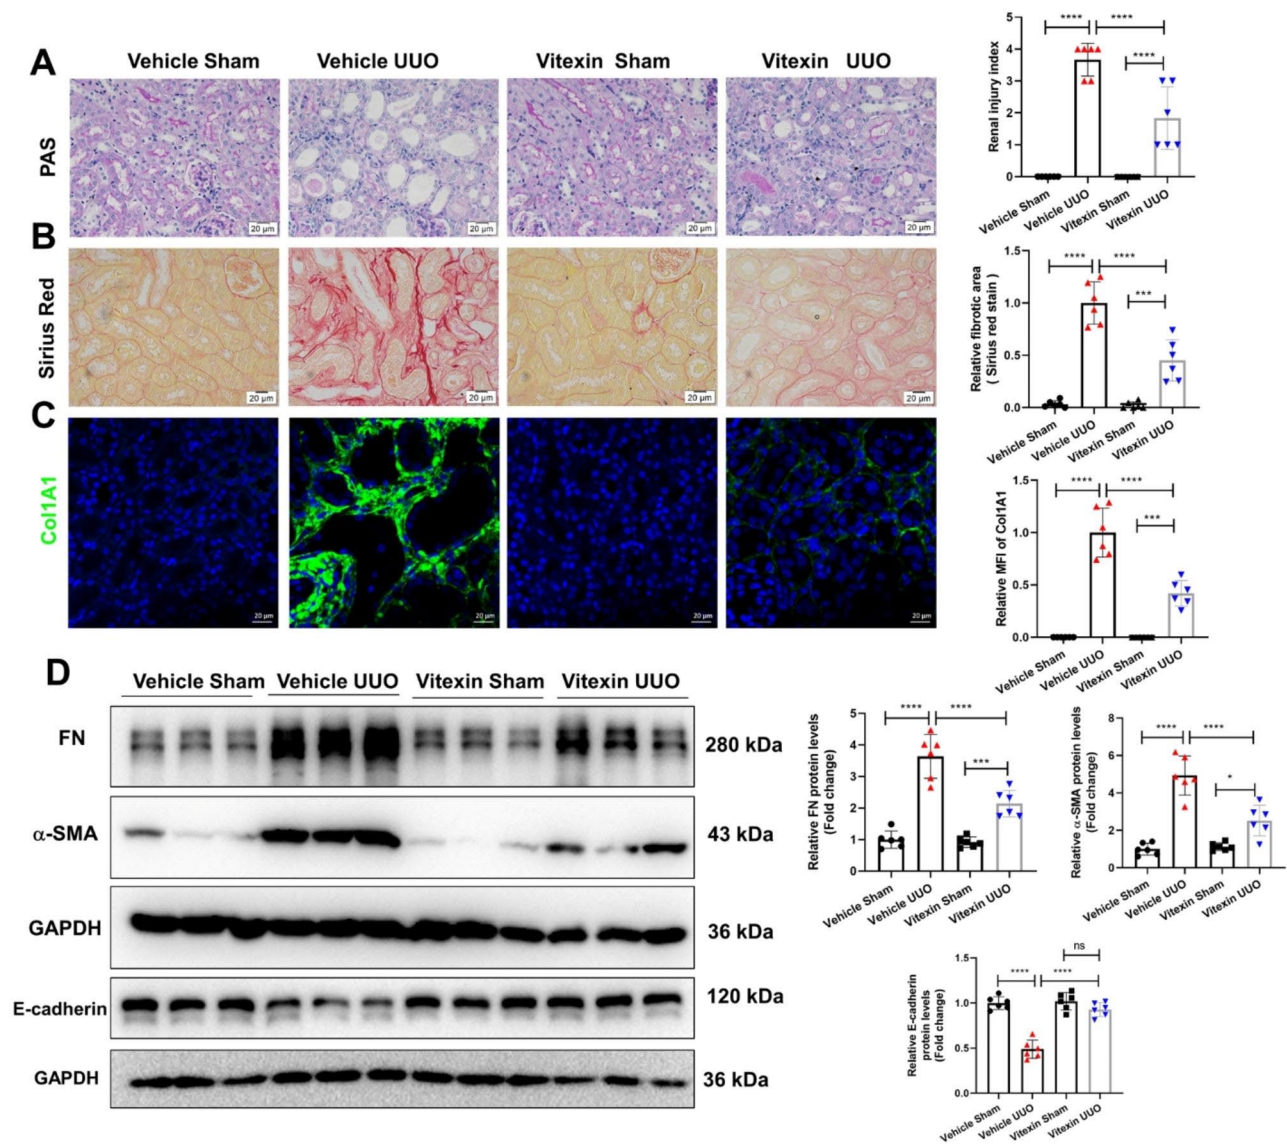 A
Vehicle Sham
Vehicle UUO
Vitexin Sham
Vitexin UUO
PAS
20 μm
20 μm
20 μm
20 μm
B
Sirius Red
20 μm
20 μm
20 μm
20 μm
C
Col1A1
20 μm
20 μm
20 μm
20 μm
Renal injury index
5
4
3
2
1
0
****
****
****
Vehicle Sham
Vehicle UUO
Vitexin Sham
Vitexin UUO
Relative fibrotic area
( Sirius red stain )
1.5
1.0
0.5
0.0
****
****
***
Vehicle Sham
Vehicle UUO
Vitexin Sham
Vitexin UUO
Relative MFI of Col1A1
1.5
1.0
0.5
0.0
****
****
***
Vehicle Sham
Vehicle UUO
Vitexin Sham
Vitexin UUO
D
Vehicle Sham
Vehicle UUO
Vitexin Sham
Vitexin UUO
FN
280 kDa
α-SMA
43 kDa
GAPDH
36 kDa
E-cadherin
120 kDa
GAPDH
36 kDa
Relative FN protein levels
(Fold change)
5
4
3
2
1
0
****
****
***
Vehicle Sham
Vehicle UUO
Vitexin Sham
Vitexin UUO
Relative α-SMA protein levels
(Fold change)
8
6
4
2
0
****
****
*
Vehicle Sham
Vehicle UUO
Vitexin Sham
Vitexin UUO
Relative E-cadherin
protein levels
(Fold change)
1.5
1.0
0.5
0.0
****
****
ns
Vehicle Sham
Vehicle UUO
Vitexin Sham
Vitexin UUO